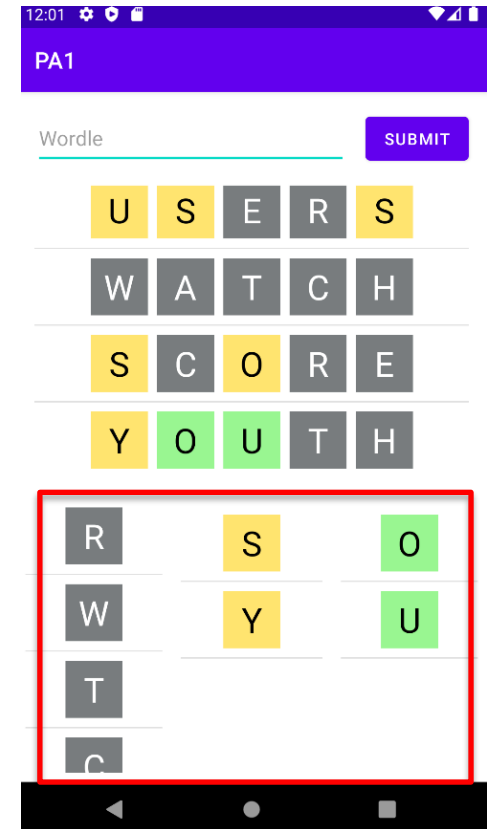 12:01
PA1
Wordle SUBMIT
U S E R S
W A T C H
S C O R E
Y O U T H
R S O
W Y U
T
C